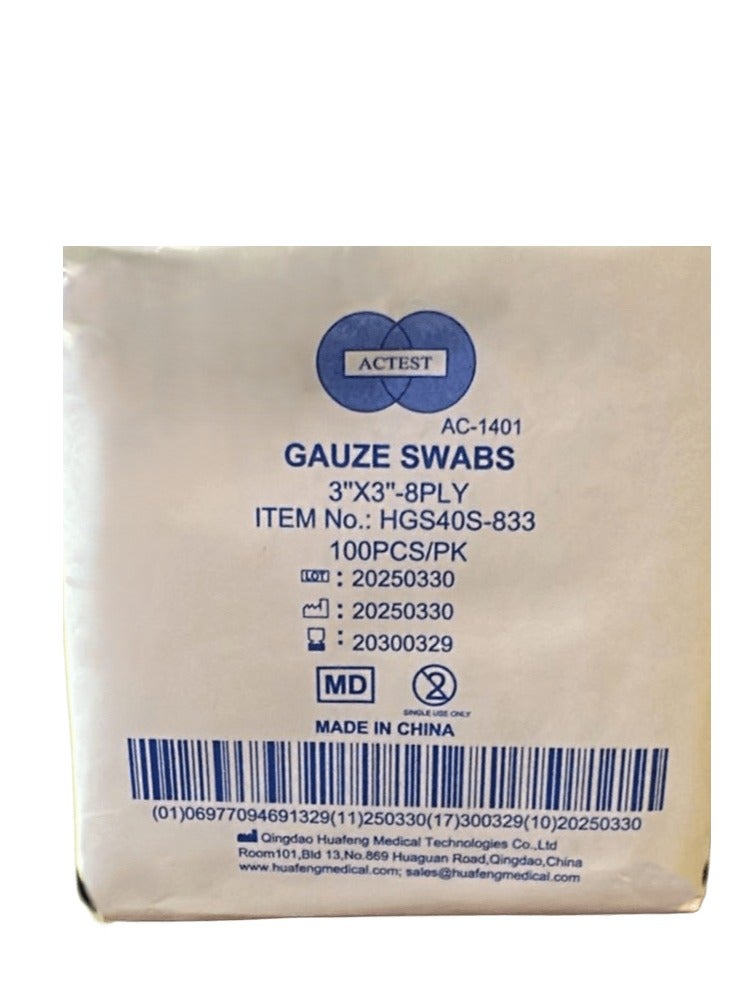 ACTEST
AC-1401
GAUZE SWABS
3"X3"-8PLY
ITEM No.: HGS40S-833
100PCS/PK
LOT : 20250330
: 20250330
: 20300329
MD
2
SINGLE USE ONLY
MADE IN CHINA
(01)06977094691329(11)250330(17)300329(10)20250330
Qingdao Huafeng Medical Technologies Co.,Ltd
Room101,Bld 13,No.869 Huaguan Road,Qingdao,China
www.huafengmedical.com; sales@huafengmedical.com